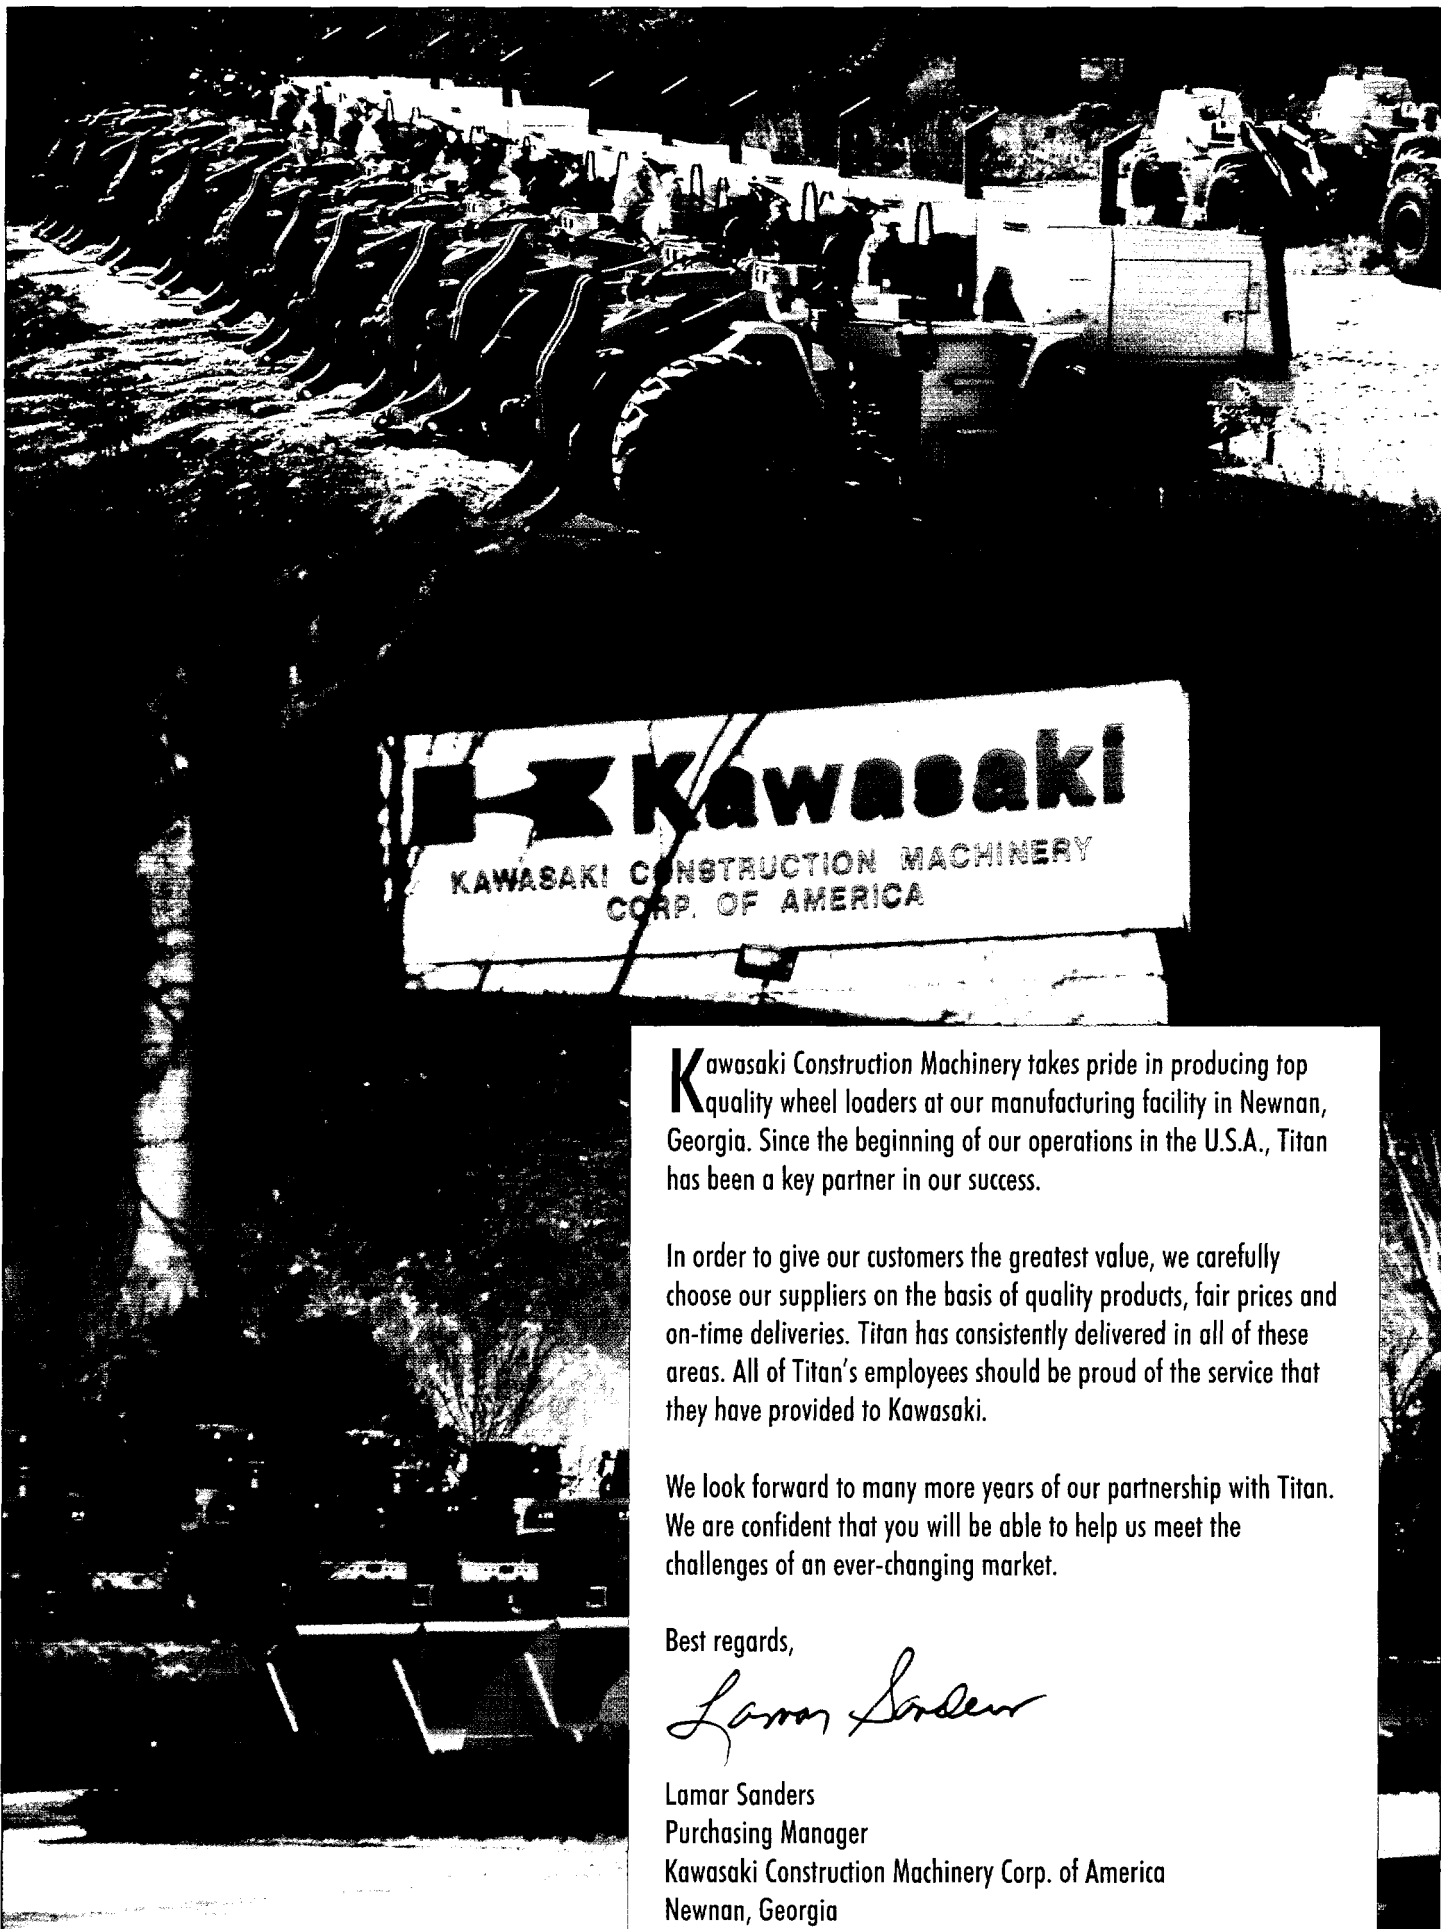 Kawasaki
KAWASAKI CONSTRUCTION MACHINERY
CORP. OF AMERICA
Kawasaki Construction Machinery takes pride in producing top
quality wheel loaders at our manufacturing facility in Newnan,
Georgia. Since the beginning of our operations in the U.S.A., Titan
has been a key partner in our success.
In order to give our customers the greatest value, we carefully
choose our suppliers on the basis of quality products, fair prices and
on-time deliveries. Titan has consistently delivered in all of these
areas. All of Titan's employees should be proud of the service that
they have provided to Kawasaki.
We look forward to many more years of our partnership with Titan.
We are confident that you will be able to help us meet the
challenges of an ever-changing market.
Best regards,
Lamar Sanders
Lamar Sanders
Purchasing Manager
Kawasaki Construction Machinery Corp. of America
Newnan, Georgia